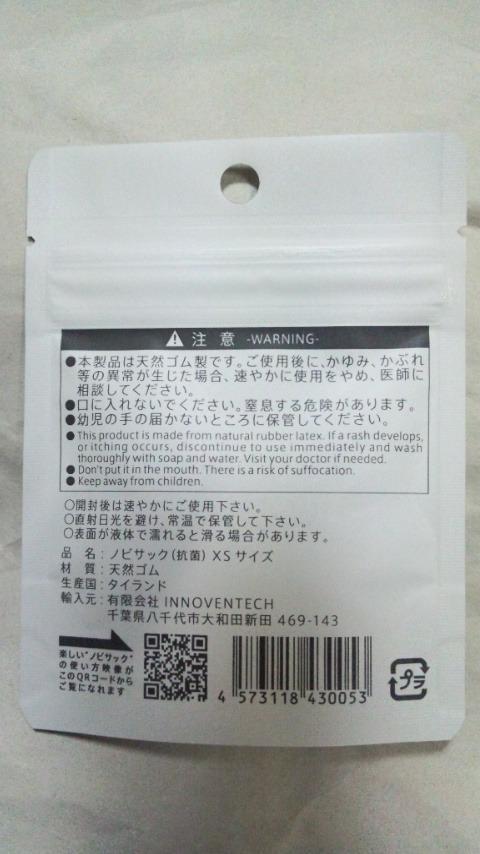 注 意 -WARNING-
●本製品は天然ゴム製です。ご使用後に、かゆみ、かぶれ
等の異常が生じた場合、速やかに使用をやめ、医師に
相談してください。
●口に入れないでください。窒息する危険があります。
●幼児の手の届かないところに保管してください。
●This product is made from natural rubber latex. If a rash develops,
or itching occurs, discontinue to use immediately and wash
thoroughly with soap and water. Visit your doctor if needed.
●Don't put it in the mouth. There is a risk of suffocation.
●Keep away from children.
○開封後は速やかにご使用下さい。
○直射日光を避け、常温で保管して下さい。
○表面が液体で濡れると滑る場合があります。
品 名：ノビサック（抗菌）XSサイズ
材 質：天然ゴム
生産国：タイランド
輸入元：有限会社 INNOVENTECH
千葉県八千代市大和田新田 469-143
楽しい"ノビサック"
の使い方映像が
このQRコードから
ご覧になれます
4 573118 430053
プラ